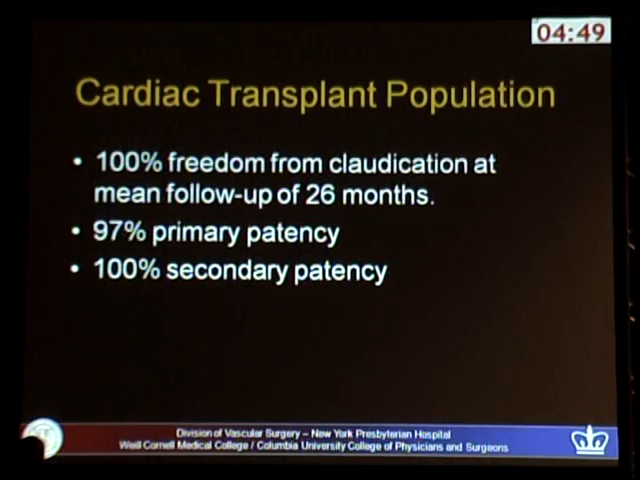 04:49
Cardiac Transplant Population
• 100% freedom from claudication at
mean follow-up of 26 months.
• 97% primary patency
• 100% secondary patency
Division of Vascular Surgery – New York Presbyterian Hospital
Weill Cornell Medical College / Columbia University College of Physicians and Surgeons